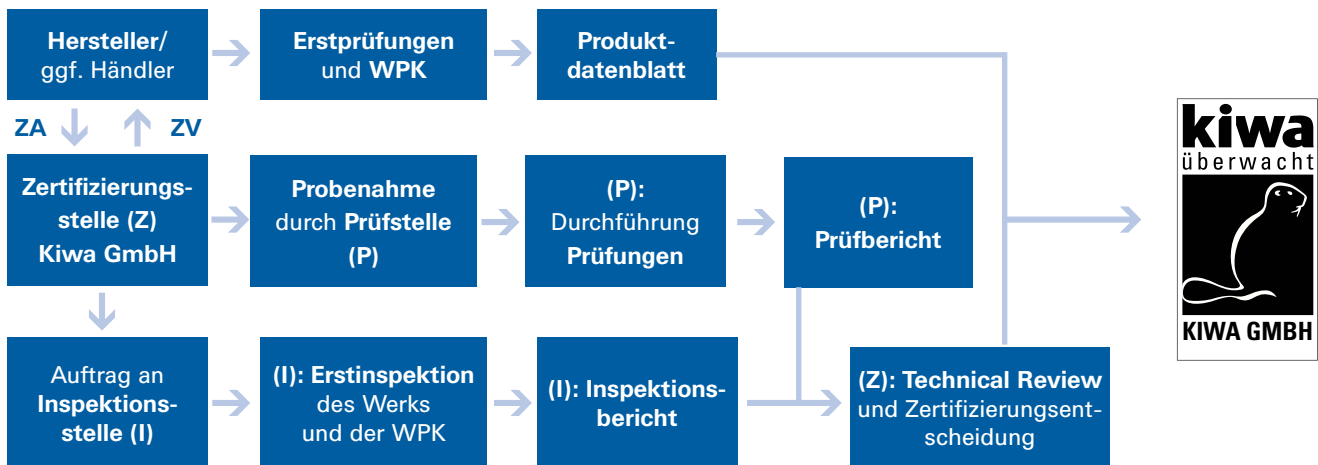 Hersteller/
ggf. Händler
Erstprüfungen
und WPK
Produkt-
datenblatt
ZA
ZV
Zertifizierungs-
stelle (Z)
Kiwa GmbH
Probenahme
durch Prüfstelle
(P)
(P):
Durchführung
Prüfungen
(P):
Prüfbericht
kiwa
überwacht
KIWA GMBH
Auftrag an
Inspektions-
stelle (I)
(I): Erstinspektion
des Werks
und der WPK
(I): Inspektions-
bericht
(Z): Technical Review
und Zertifizierungsent-
scheidung